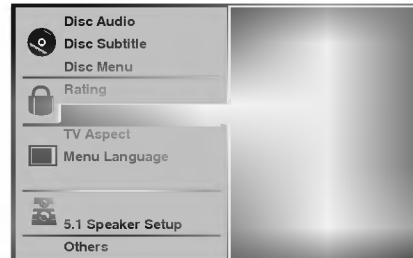 Disc Audio
Disc Subtitle
Disc Menu
Rating
TV Aspect
Menu Language
5.1 Speaker Setup
Others